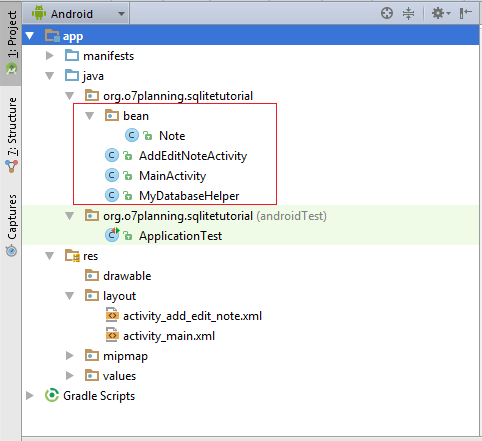 Android
app
manifests
java
org.o7planning.sqlitetutorial
bean
Note
AddEditNoteActivity
MainActivity
MyDatabaseHelper
org.o7planning.sqlitetutorial (androidTest)
ApplicationTest
res
drawable
layout
activity_add_edit_note.xml
activity_main.xml
mipmap
values
Gradle Scripts
1: Project
7: Structure
Captures